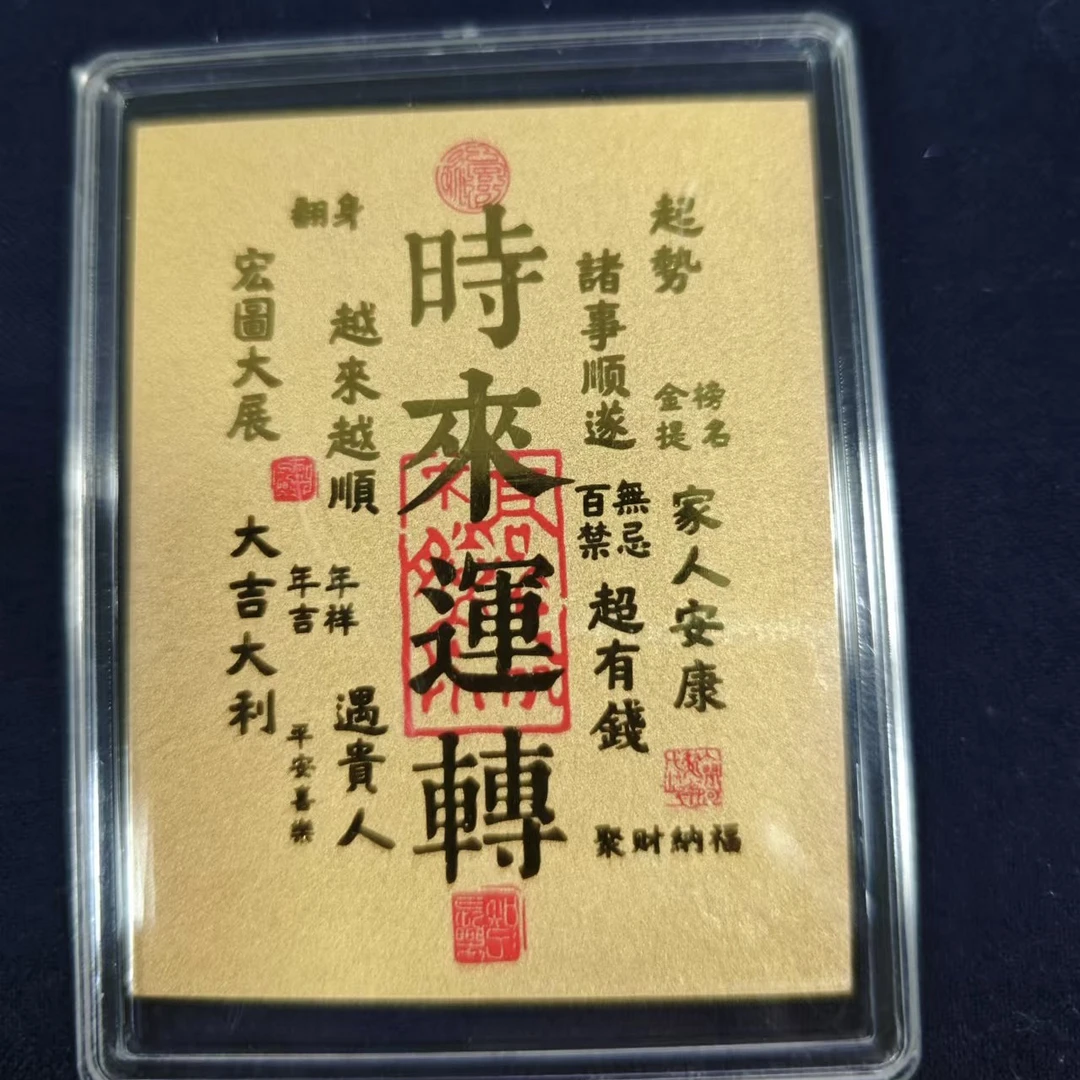 時來運轉
起勢
金榜提名
家人安康
諸事順遂
百無禁忌
超有錢
聚财納福
翻身
越來越順
年年吉祥
遇貴人
宏圖大展
大吉大利
平安喜樂